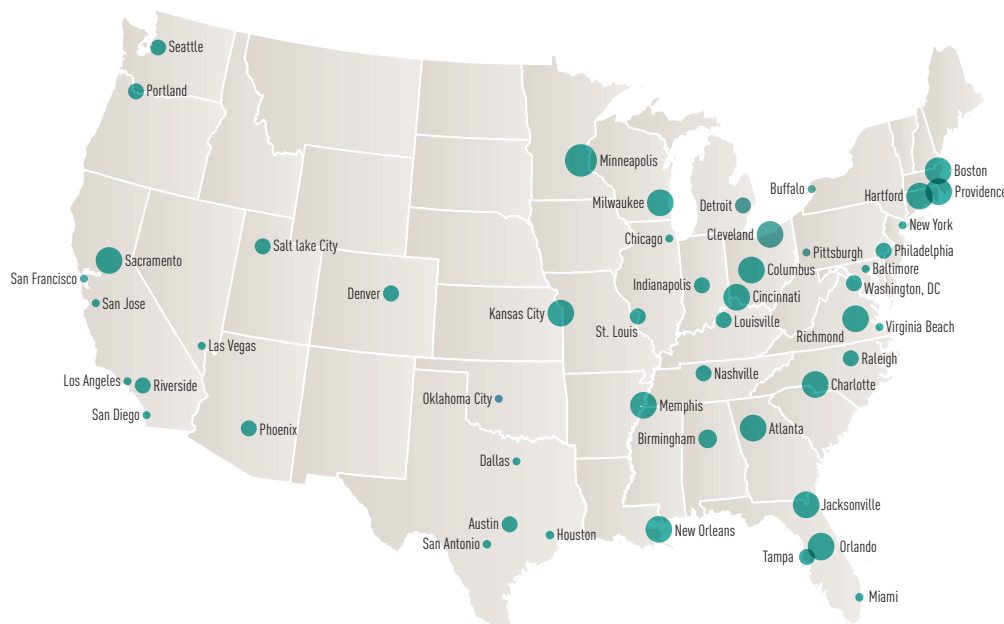 Seattle
Portland
Minneapolis
Boston
Buffalo
Providence
Hartford
Milwaukee
Detroit
New York
Cleveland
Chicago
Salt lake City
Philadelphia
Pittsburgh
Sacramento
Baltimore
Columbus
San Francisco
Indianapolis
Washington, DC
Denver
Cincinnati
San Jose
Kansas City
Louisville
St. Louis
Virginia Beach
Richmond
Las Vegas
Raleigh
Nashville
Los Angeles
Riverside
Charlotte
Oklahoma City
Memphis
San Diego
Phoenix
Atlanta
Birmingham
Dallas
Jacksonville
Austin
New Orleans
Houston
San Antonio
Orlando
Tampa
Miami